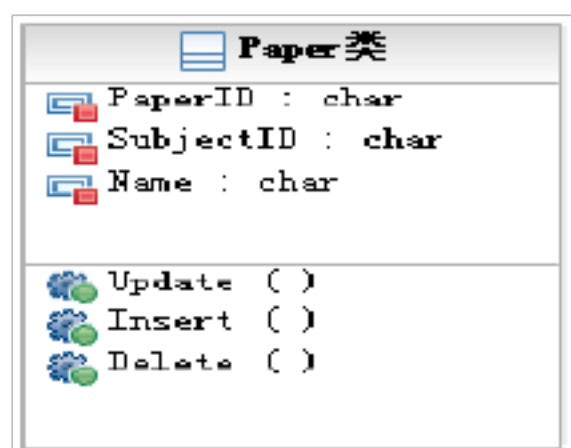 Paper类
PaperID : char
SubjectID : char
Name : char
Update ( )
Insert ( )
Delete ( )